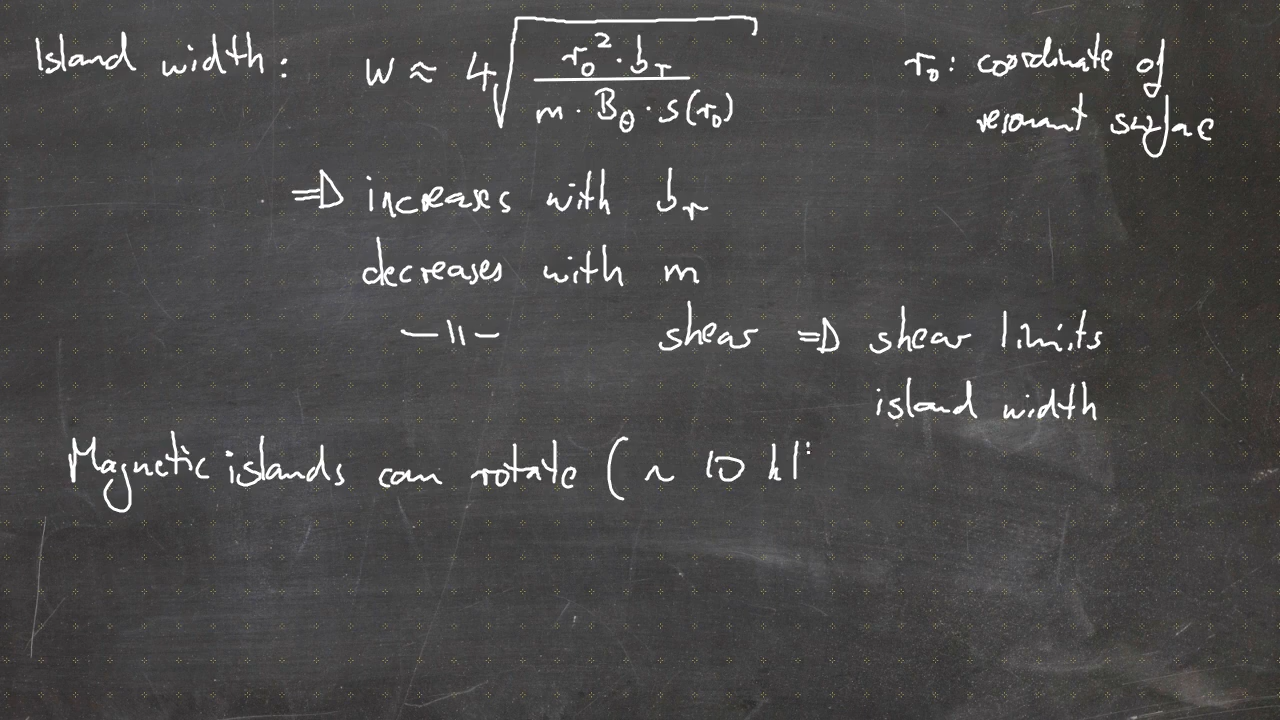 Island width: w ≈ 4√(r₀² · b_r / (m · B_θ · s(r₀))) r₀: coordinate of
resonant surface
⇒ increases with b_r
decreases with m
—||— shear ⇒ shear limits
island width
Magnetic islands can rotate (~ 10 k